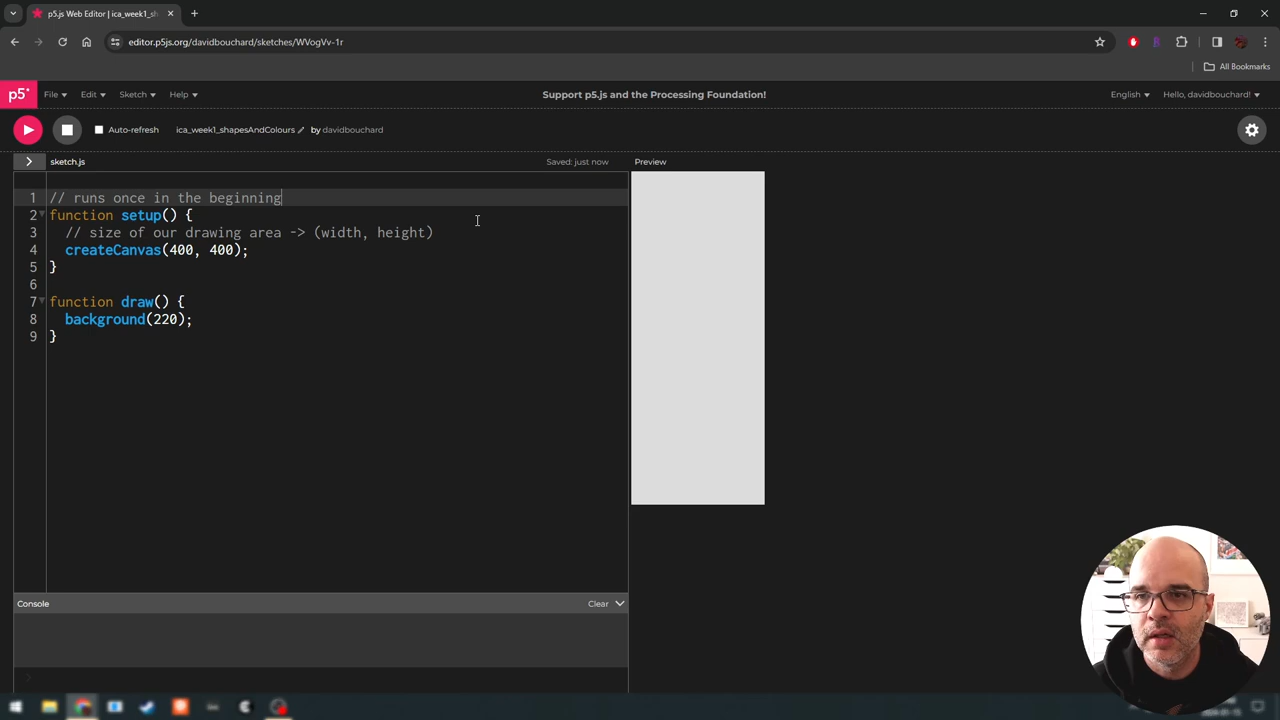 p5.js Web Editor | ica_week1_sh
editor.p5js.org/davidbouchard/sketches/WVogVv-1r
All Bookmarks
p5* File Edit Sketch Help Support p5.js and the Processing Foundation! English Hello, davidbouchard!
Auto-refresh ica_week1_shapesAndColours by davidbouchard
sketch.js Saved: just now Preview
1 // runs once in the beginning
2 function setup() {
3 // size of our drawing area -> (width, height)
4 createCanvas(400, 400);
5 }
6
7 function draw() {
8 background(220);
9 }
Console Clear